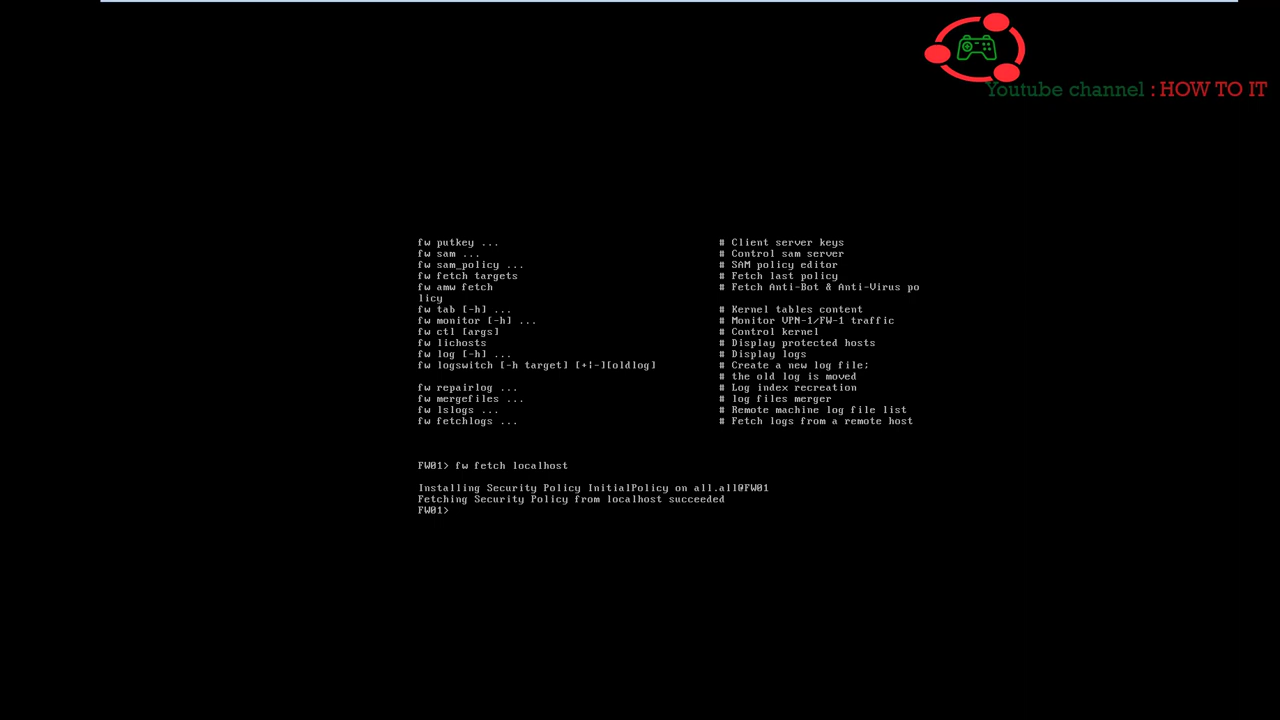 Youtube channel : HOW TO IT
fw putkey ... # Client server keys
fw sam ... # Control sam server
fw sam_policy ... # SAM policy editor
fw fetch targets # Fetch last policy
fw amw fetch # Fetch Anti-Bot & Anti-Virus po
licy
fw tab [-h] ... # Kernel tables content
fw monitor [-h] ... # Monitor VPN-1/FW-1 traffic
fw ctl [args] # Control kernel
fw lichosts # Display protected hosts
fw log [-h] ... # Display logs
fw logswitch [-h target] [+|-][oldlog] # Create a new log file;
# the old log is moved
fw repairlog ... # Log index recreation
fw mergefiles ... # log files merger
fw lslogs ... # Remote machine log file list
fw fetchlogs ... # Fetch logs from a remote host
FW01> fw fetch localhost
Installing Security Policy InitialPolicy on all.all@FW01
Fetching Security Policy from localhost succeeded
FW01>